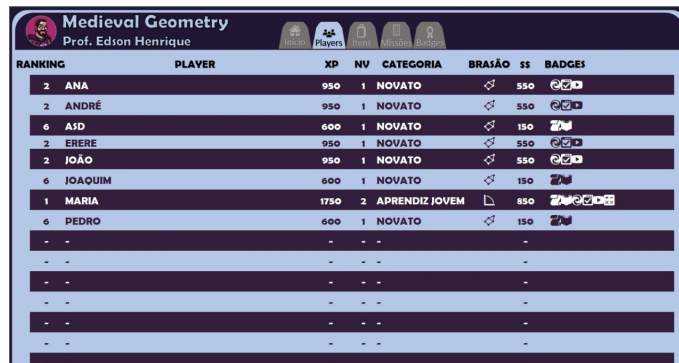 Medieval Geometry
Prof. Edson Henrique
Início Players Itens Missões Badges
RANKING PLAYER XP NV CATEGORIA BRASÃO $$ BADGES
2 ANA 950 1 NOVATO 550
2 ANDRÉ 950 1 NOVATO 550
6 ASD 600 1 NOVATO 150
2 ERERE 950 1 NOVATO 550
2 JOÃO 950 1 NOVATO 550
6 JOAQUIM 600 1 NOVATO 150
1 MARIA 1750 2 APRENDIZ JOVEM 850
6 PEDRO 600 1 NOVATO 150
- - - - - -
- - - - - -
- - - - - -
- - - - - -
- - - - - -
- - - - - -